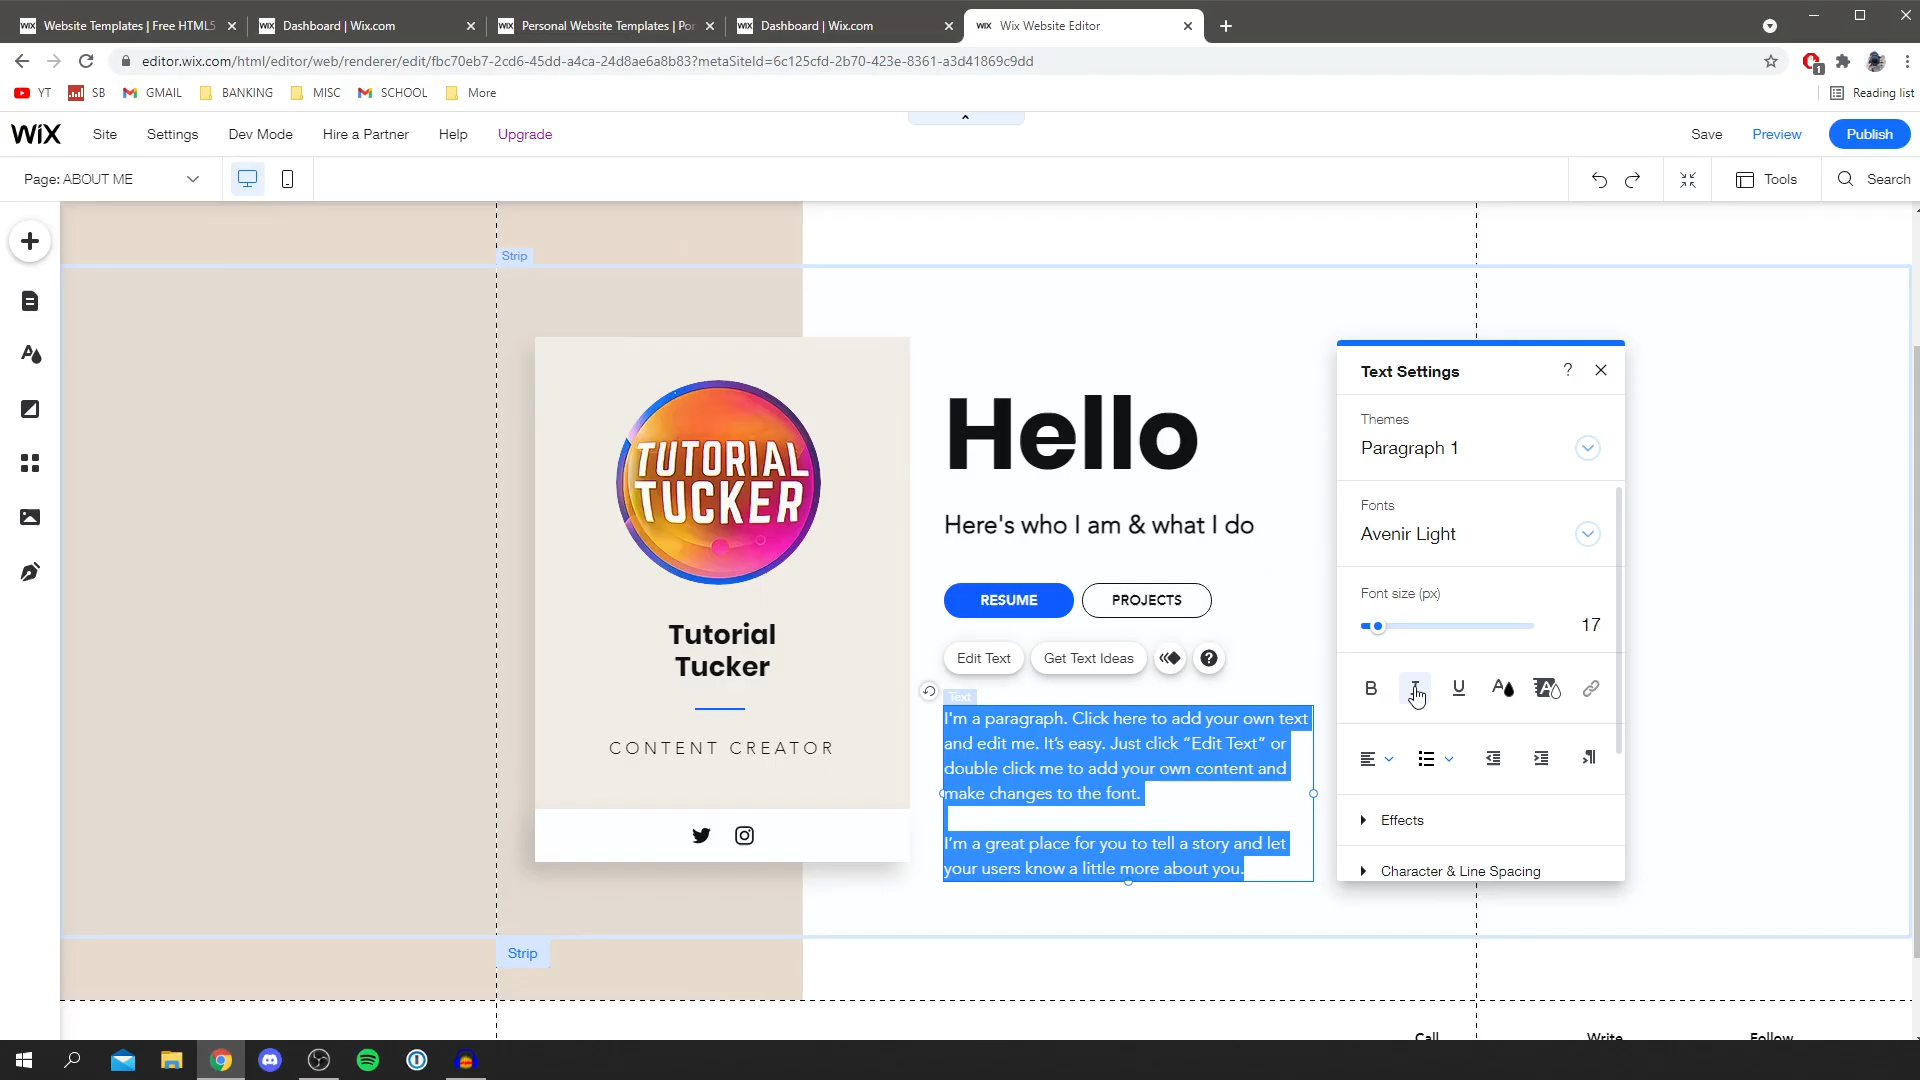 WIX Website Templates | Free HTML5
WIX Dashboard | Wix.com
WIX Personal Website Templates | Por
WIX Dashboard | Wix.com
WIX Wix Website Editor
editor.wix.com/html/editor/web/renderer/edit/fbc70eb7-2cd6-45dd-a4ca-24d8ae6a8b83?metaSiteId=6c125cfd-2b70-423e-8361-a3d41869c9dd
1
YT SB GMAIL BANKING MISC SCHOOL More Reading list
WIX Site Settings Dev Mode Hire a Partner Help Upgrade Save Preview Publish
Page: ABOUT ME Tools Search
Strip
TUTORIAL
TUCKER
Tutorial
Tucker
CONTENT CREATOR
Hello
Here's who I am & what I do
RESUME PROJECTS
Edit Text Get Text Ideas ?
Text
I'm a paragraph. Click here to add your own text
and edit me. It's easy. Just click “Edit Text” or
double click me to add your own content and
make changes to the font.
I'm a great place for you to tell a story and let
your users know a little more about you.
Text Settings ?
Themes
Paragraph 1
Fonts
Avenir Light
Font size (px)
17
B I U A A
Effects
Character & Line Spacing
Strip
Call Write Follow